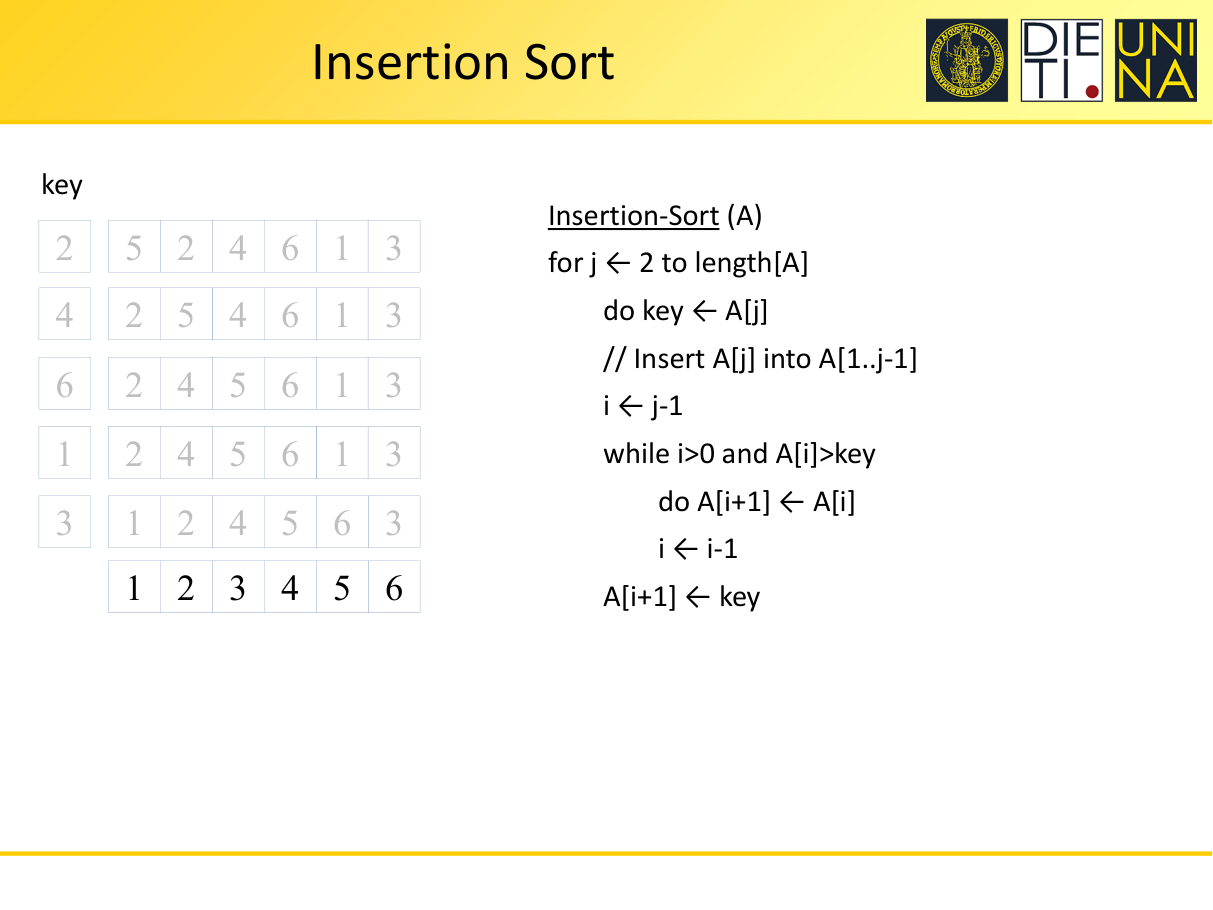 Insertion Sort
DIE
TI.
UNI
NA
key
2 5 2 4 6 1 3
4 2 5 4 6 1 3
6 2 4 5 6 1 3
1 2 4 5 6 1 3
3 1 2 4 5 6 3
1 2 3 4 5 6
Insertion-Sort (A)
for j ← 2 to length[A]
do key ← A[j]
// Insert A[j] into A[1..j-1]
i ← j-1
while i>0 and A[i]>key
do A[i+1] ← A[i]
i ← i-1
A[i+1] ← key